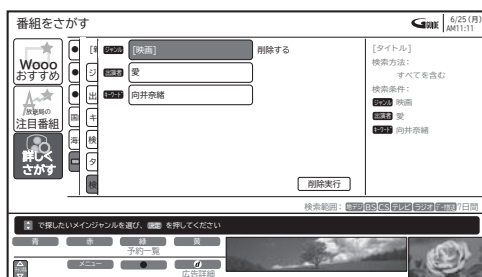 番組をさがす
GGUIDE
6/25 (月)
AM11:11
Wooo
おすすめ
放送局の
注目番組
詳しく
さがす
ジャンル [映画] 削除する
出演者 愛
キーワード 向井奈緒
削除実行
[タイトル]
検索方法：
すべてを含む
検索条件：
ジャンル 映画
出演者 愛
キーワード 向井奈緒
検索範囲：地デジ BS CS テレビ ラジオ データ 7日間
で探したいメインジャンルを選び、決定 を押してください
青 赤 緑 黄
予約一覧
メニュー d
広告詳細